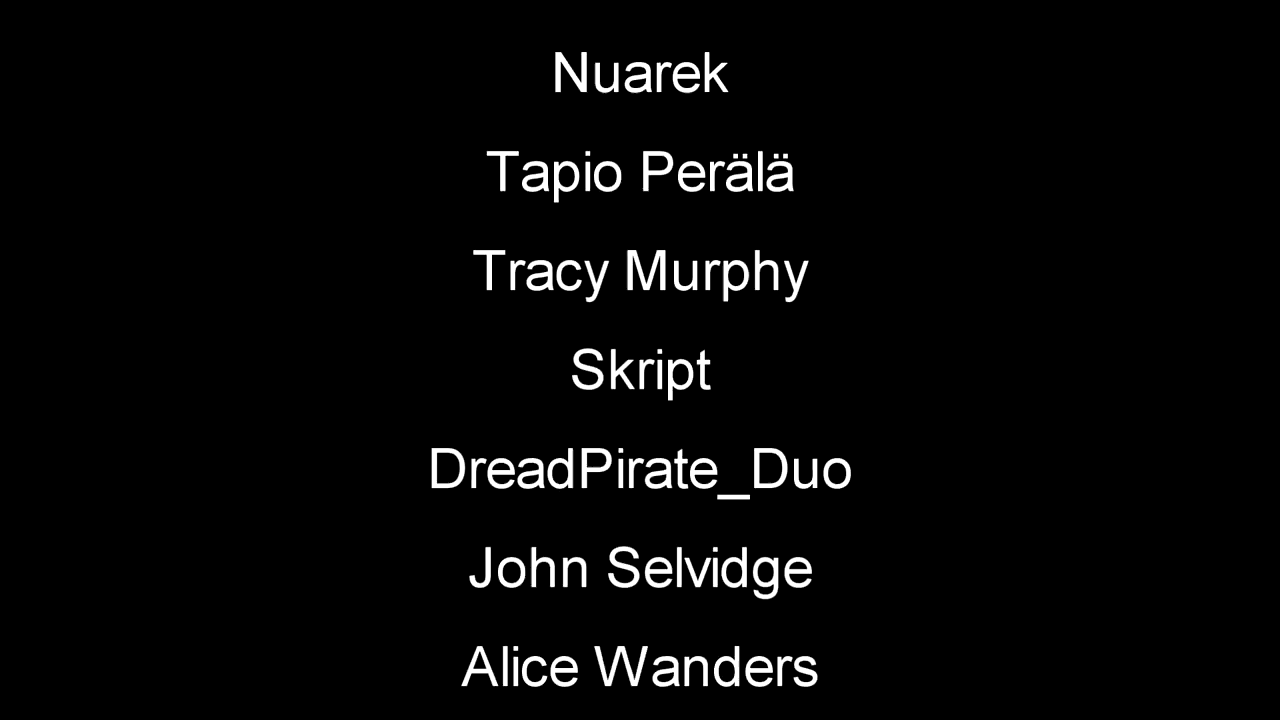 Nuarek
Tapio Perälä
Tracy Murphy
Skript
DreadPirate_Duo
John Selvidge
Alice Wanders